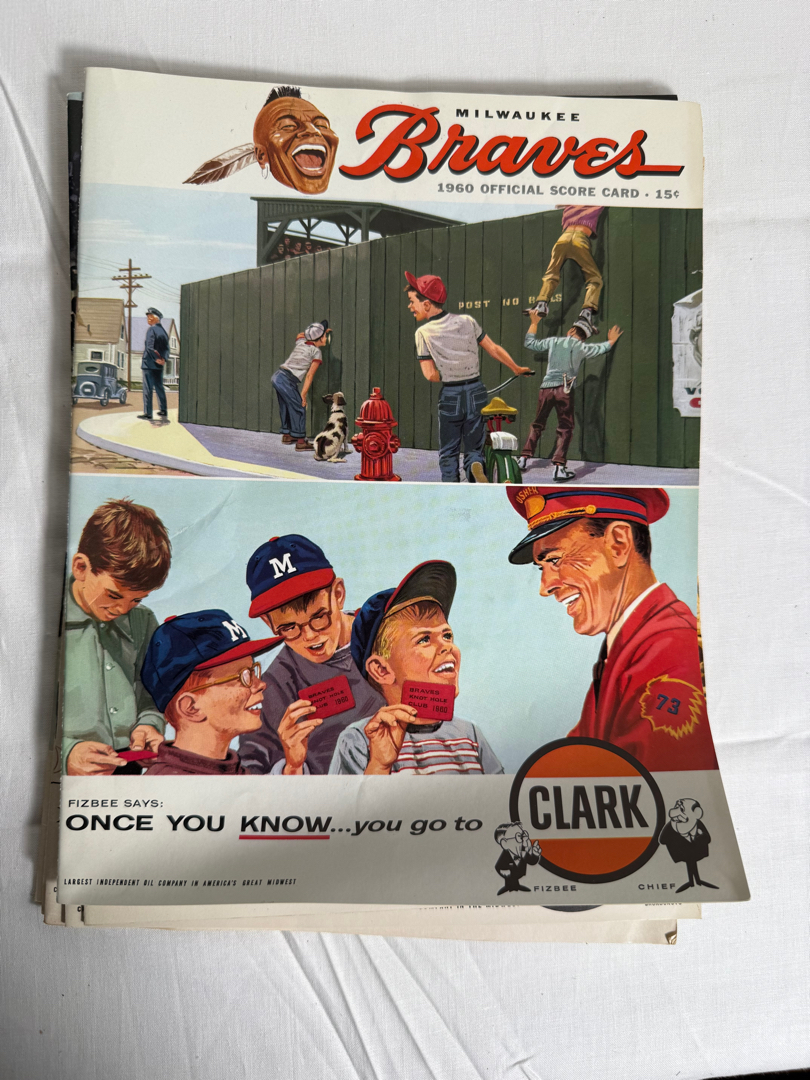 MILWAUKEE
Braves
1960 OFFICIAL SCORE CARD · 15¢
POST NO
USHER
M
M
BRAVES
KNOT HOLE
CLUB 1960
BRAVES
KNOT HOLE
CLUB 1960
73
FIZBEE SAYS:
ONCE YOU KNOW...you go to
CLARK
FIZBEE
CHIEF
LARGEST INDEPENDENT OIL COMPANY IN AMERICA'S GREAT MIDWEST